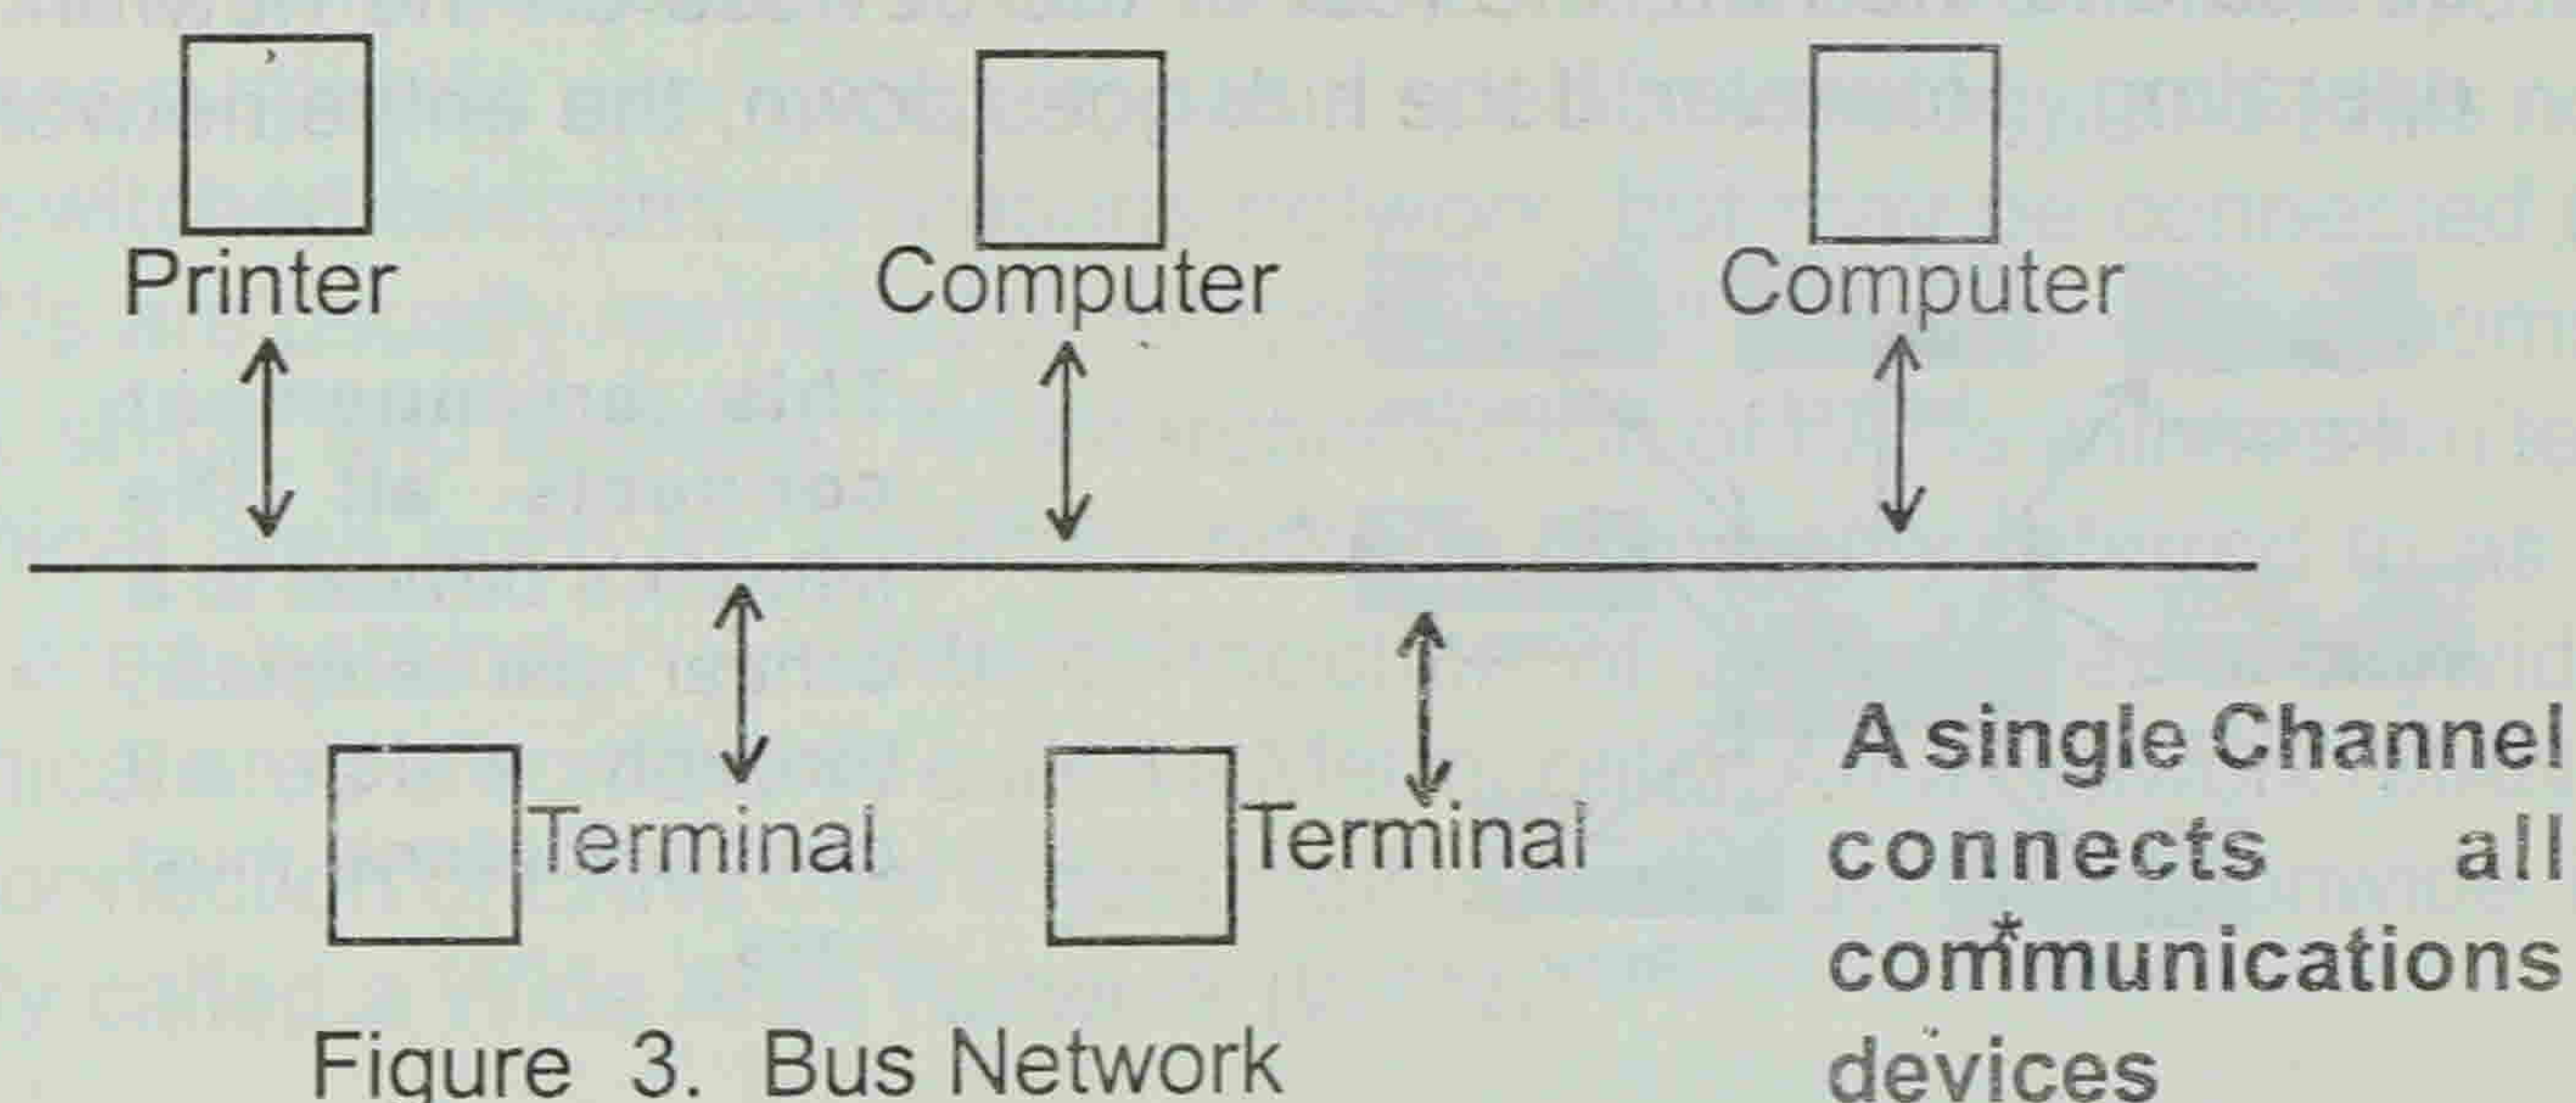 Printer Computer Computer
Terminal Terminal
A single Channel
connects all
communications
devices
Figure 3. Bus Network